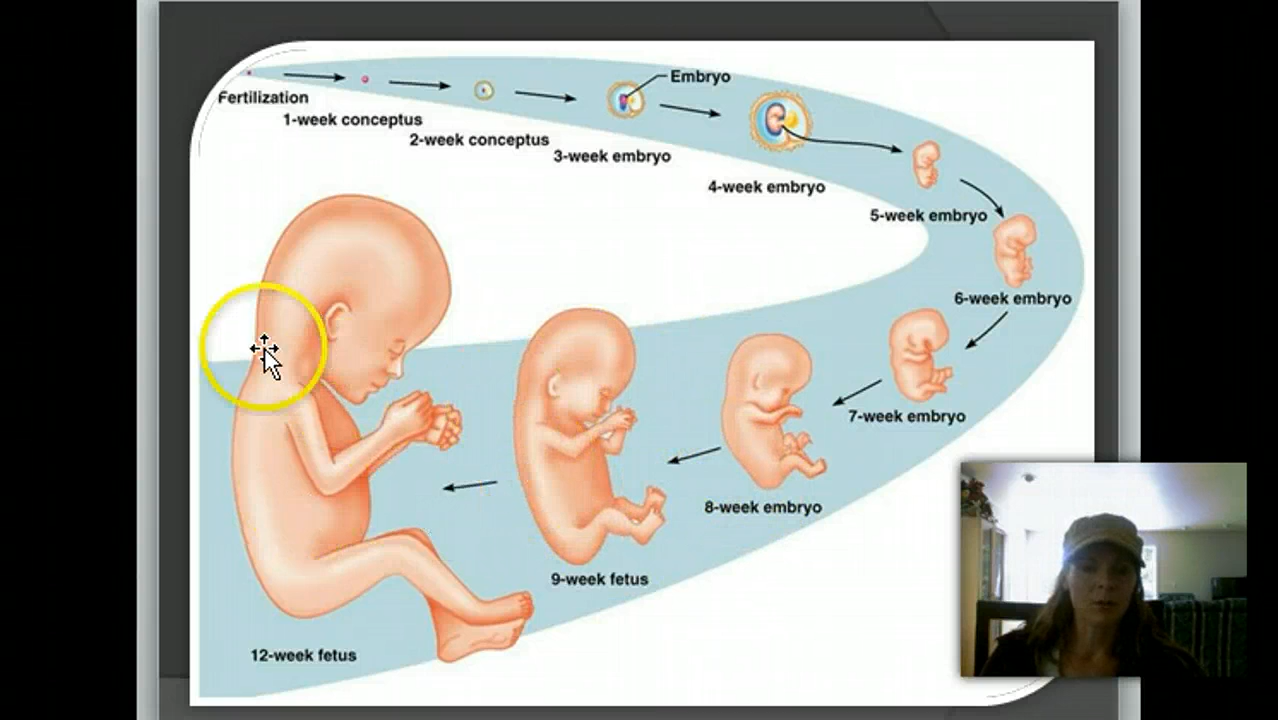 Embryo
Fertilization
1-week conceptus
2-week conceptus
3-week embryo
4-week embryo
5-week embryo
6-week embryo
7-week embryo
8-week embryo
9-week fetus
12-week fetus